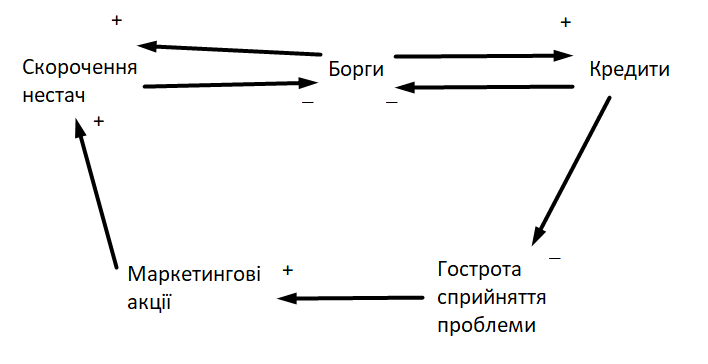 +
+
Скорочення
нестач
Борги
Кредити
_
_
+
_
Маркетингові
акції
+
Гострота
сприйняття
проблеми